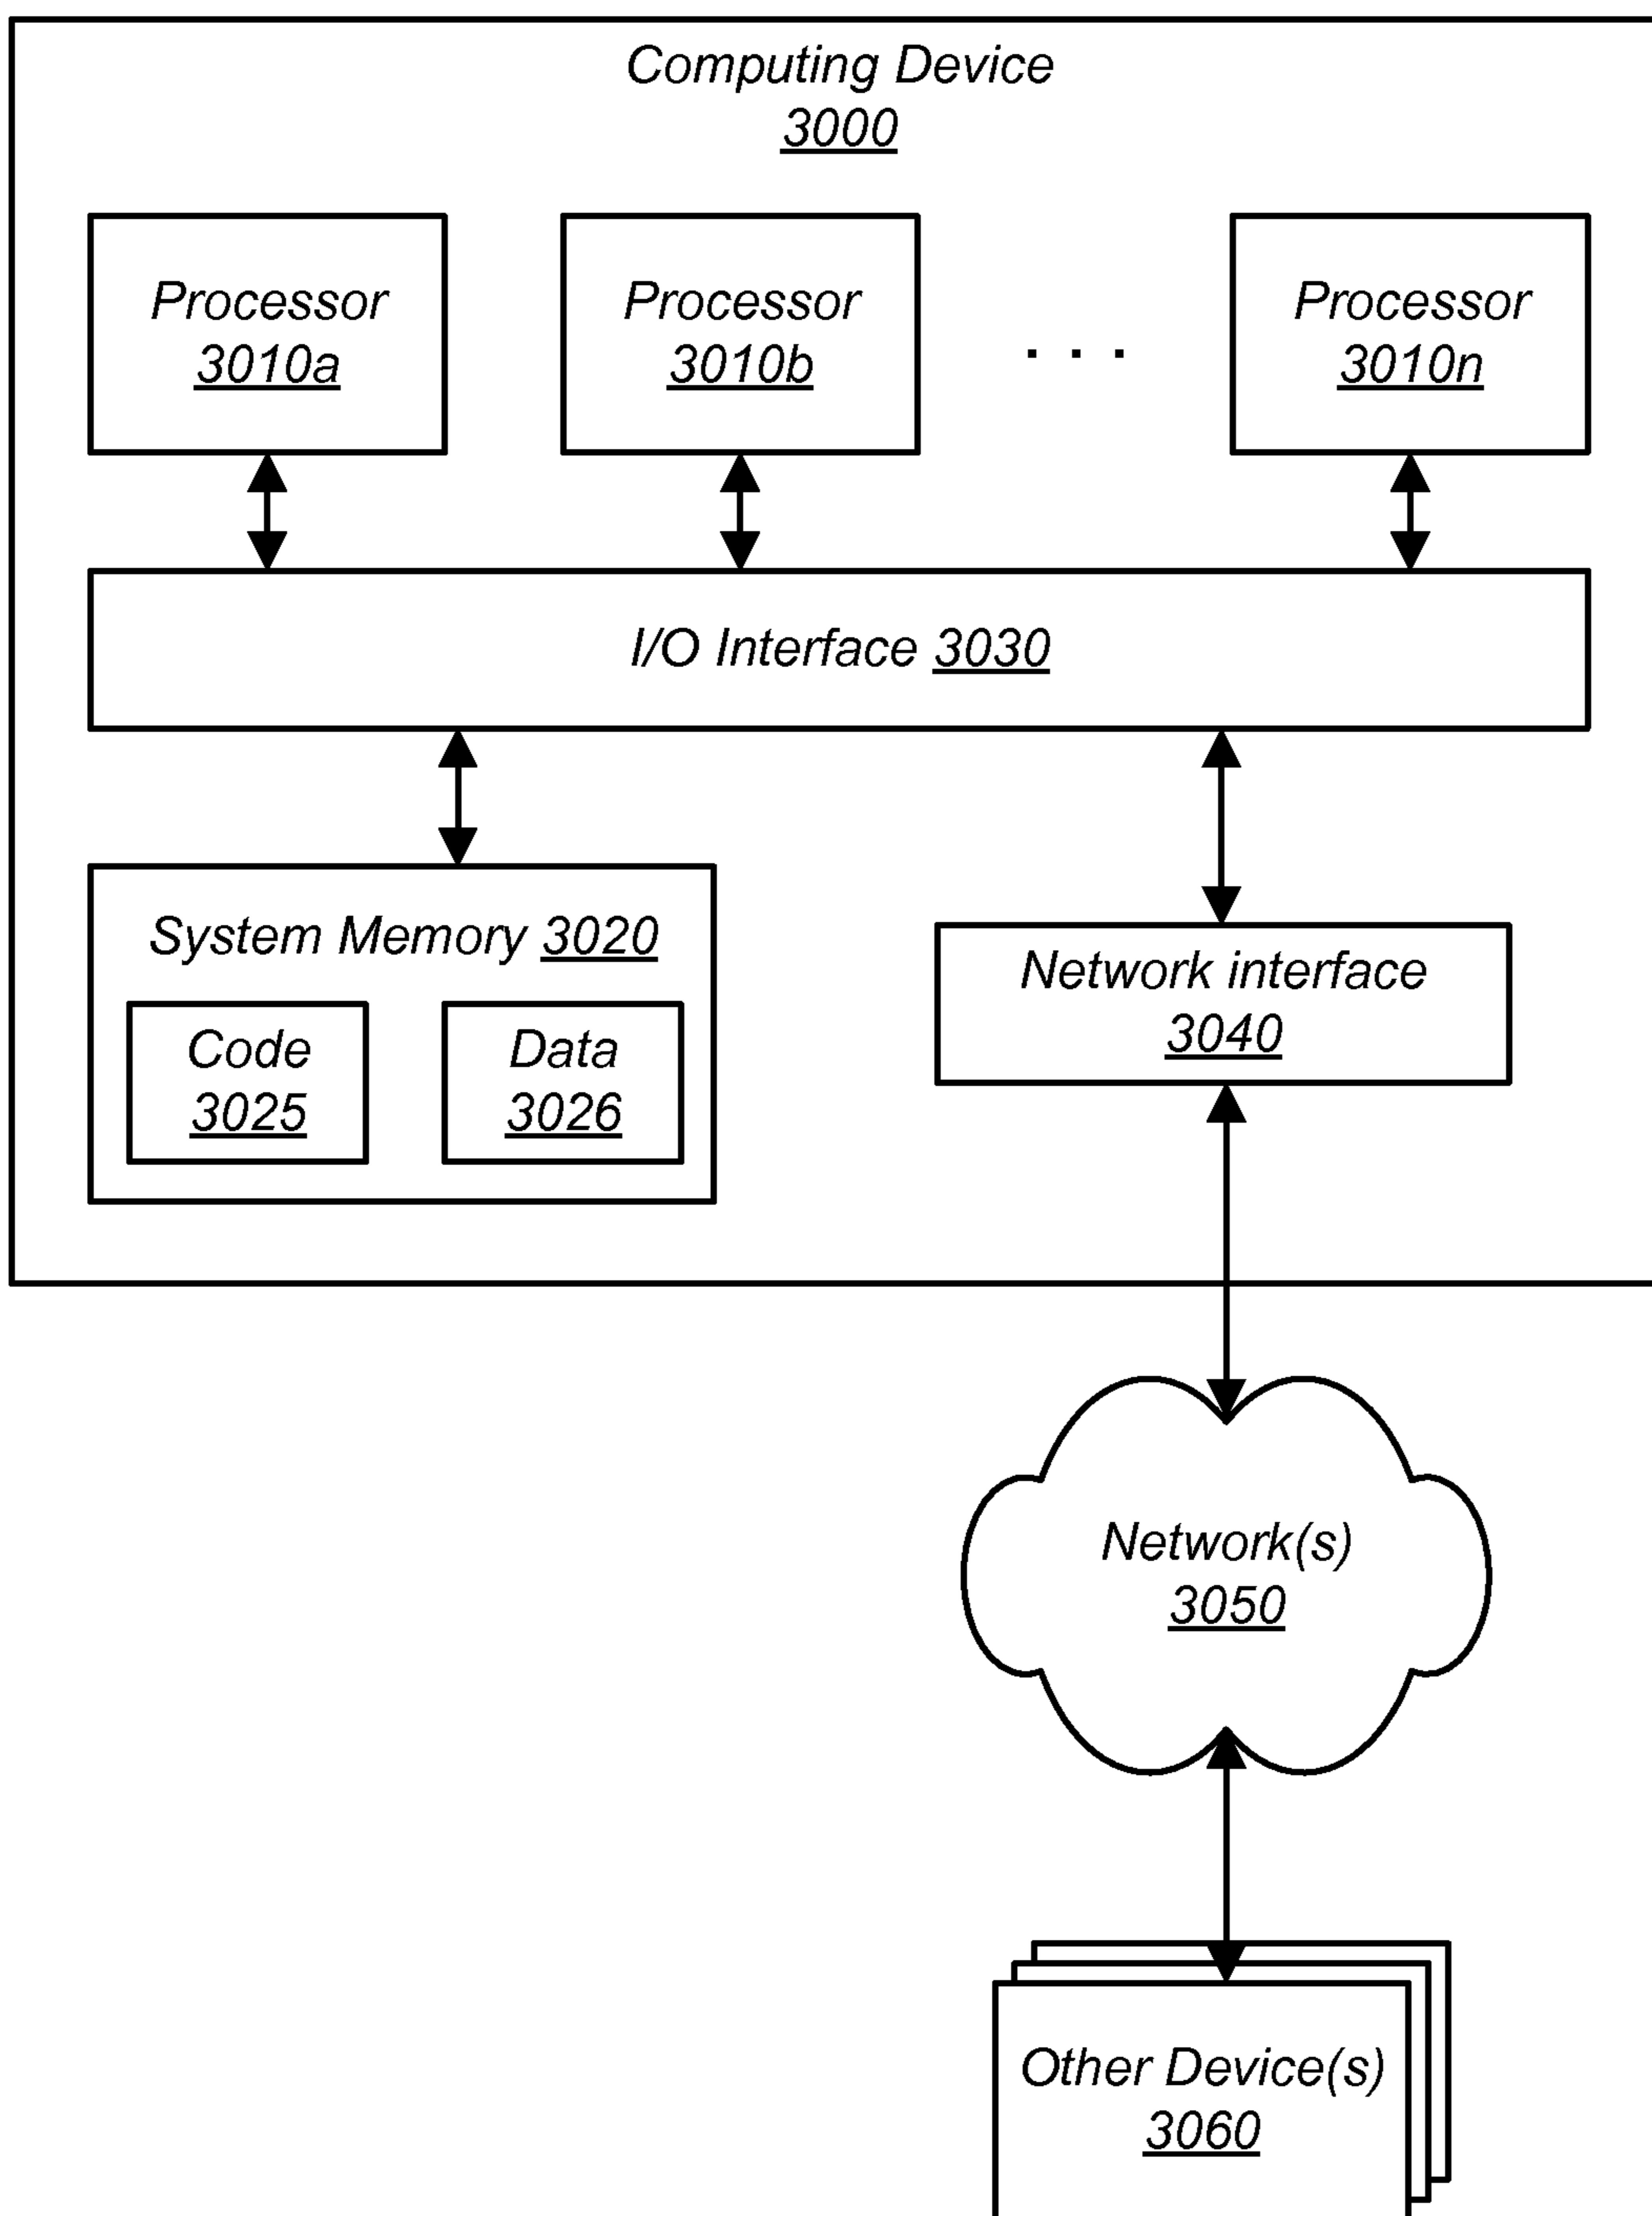 Computing Device
3000
Processor
3010a
Processor
3010b
. . .
Processor
3010n
I/O Interface 3030
System Memory 3020
Code
3025
Data
3026
Network interface
3040
Network(s)
3050
Other Device(s)
3060